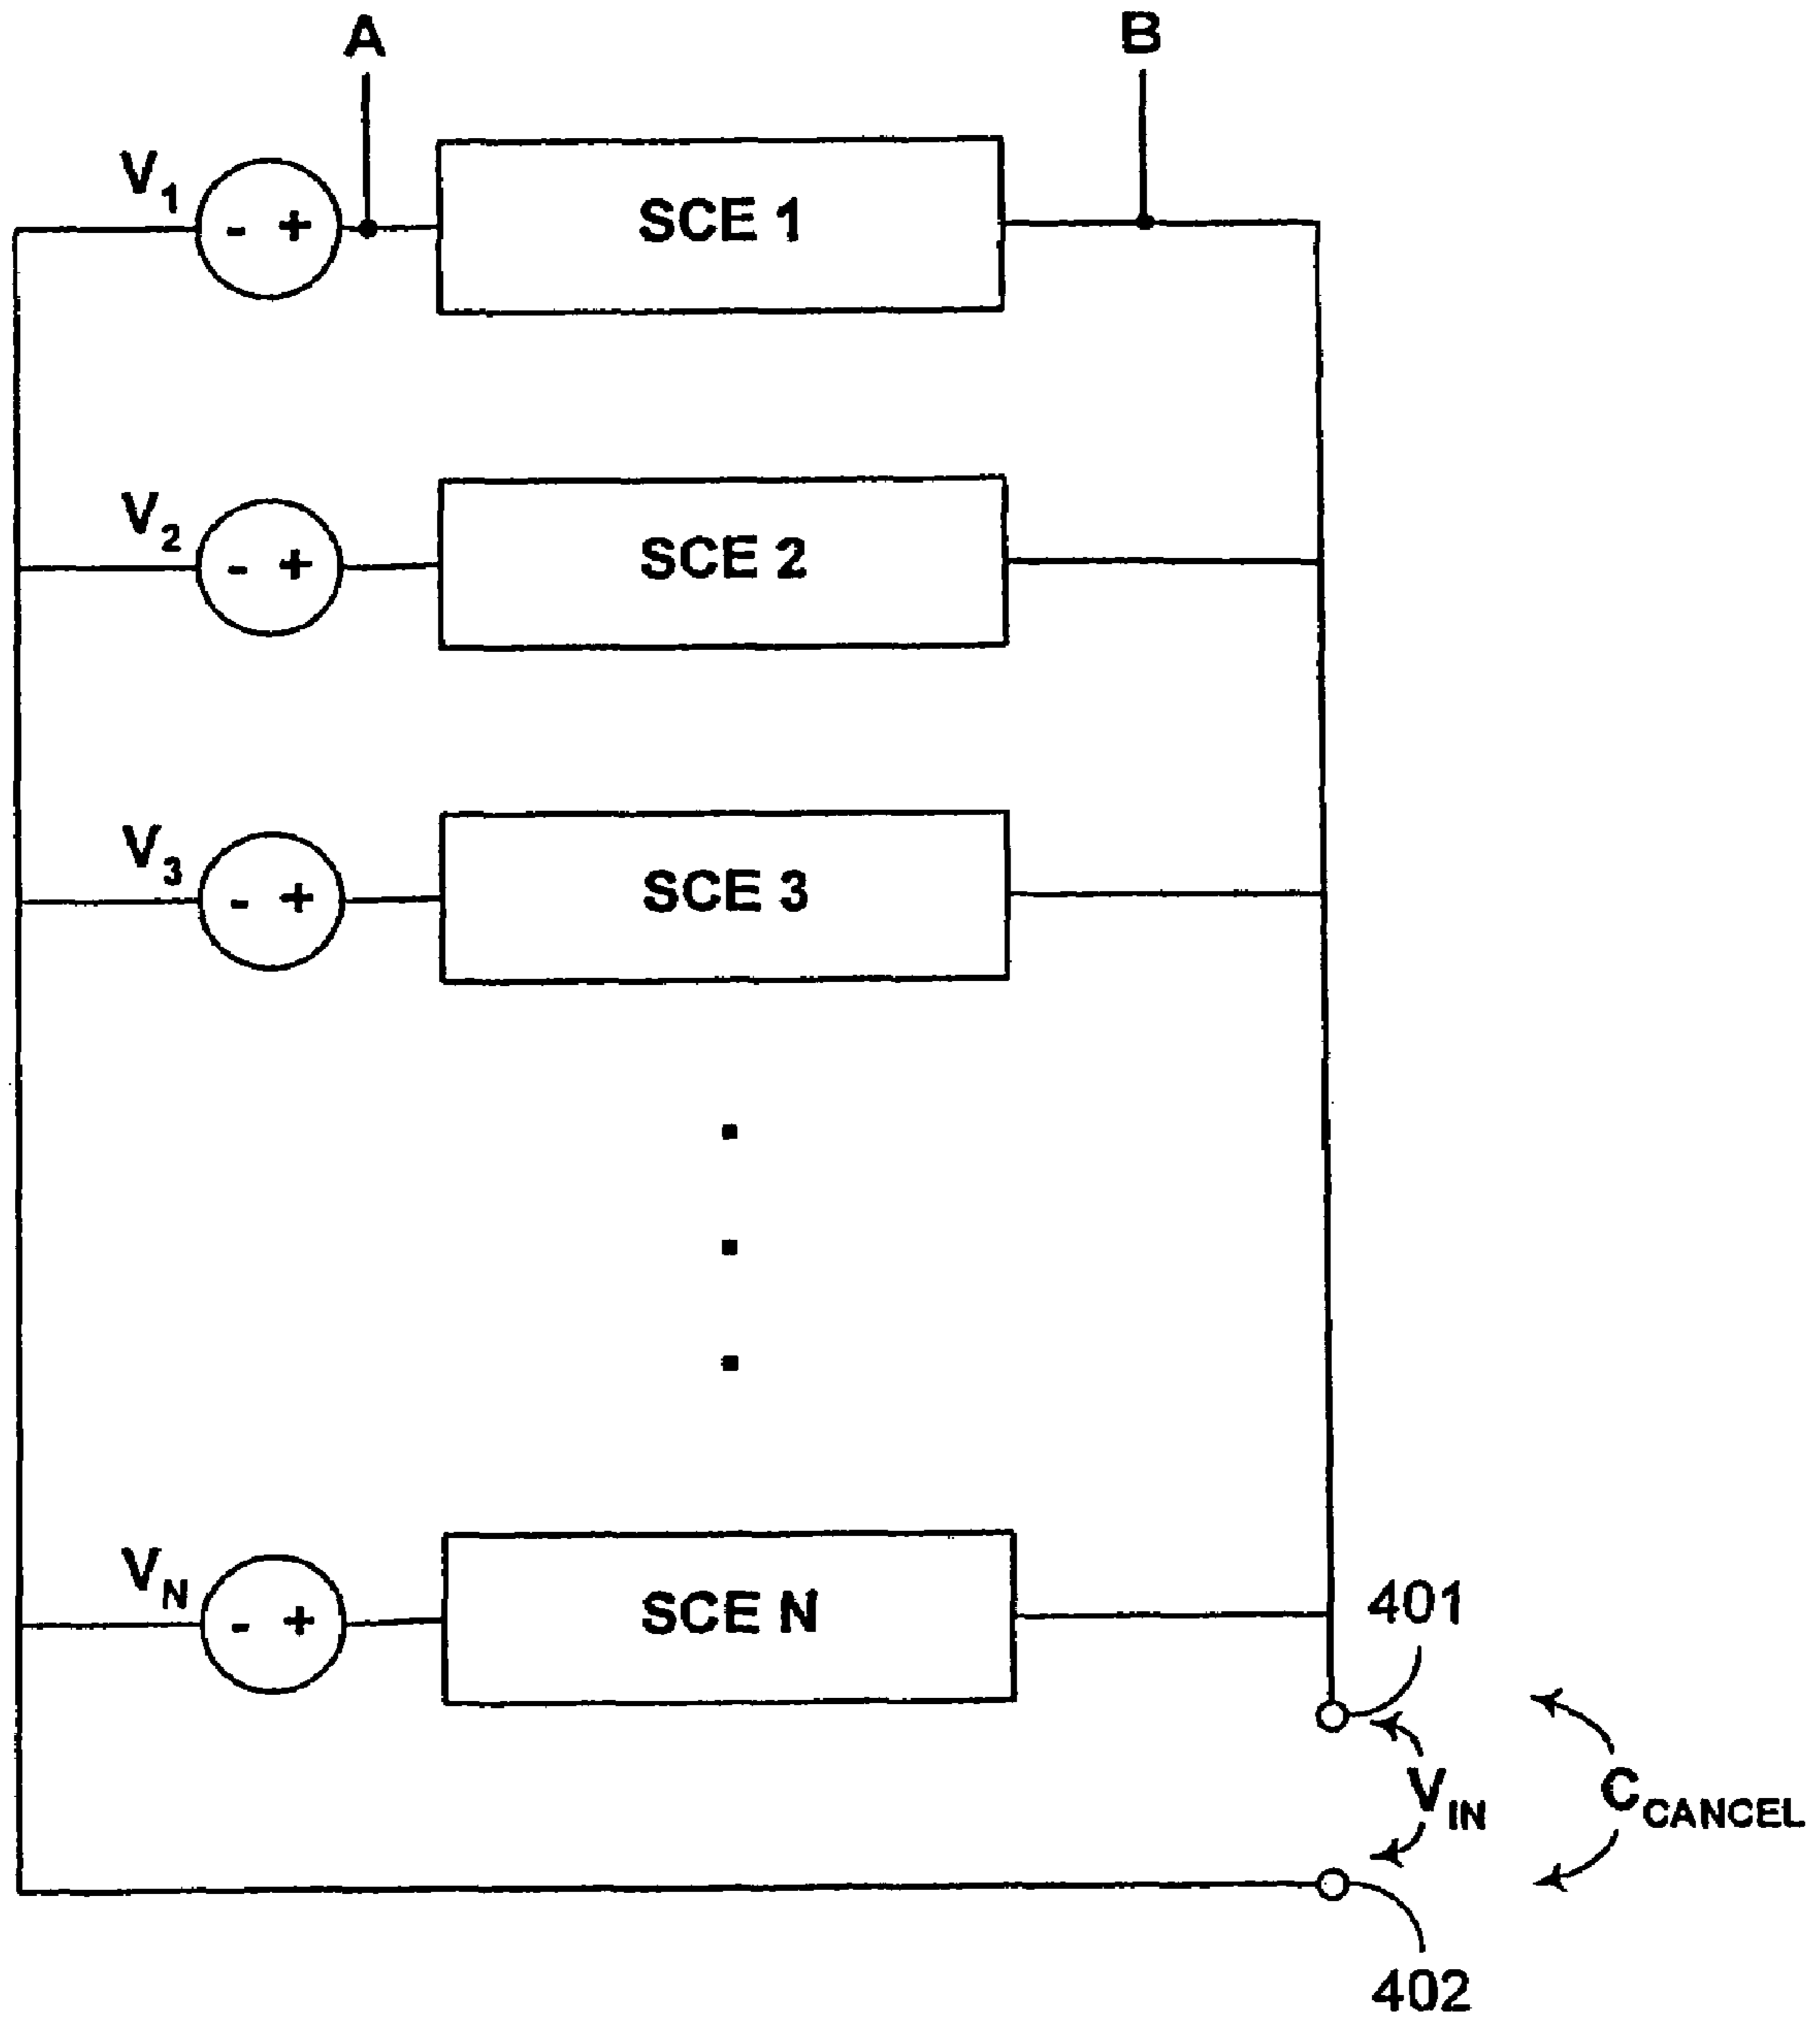 A
B
V1
- +
SCE 1
V2
- +
SCE 2
V3
- +
SCE 3
VN
- +
SCE N
401
VIN
CCANCEL
402